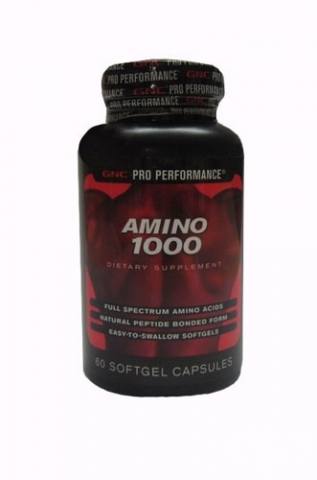 GNC
PRO PERFORMANCE
GNC PRO PERFORMANCE®
AMINO
1000
DIETARY SUPPLEMENT
FULL SPECTRUM AMINO ACIDS
NATURAL PEPTIDE BONDED FORM
EASY-TO-SWALLOW SOFTGELS
60 SOFTGEL CAPSULES